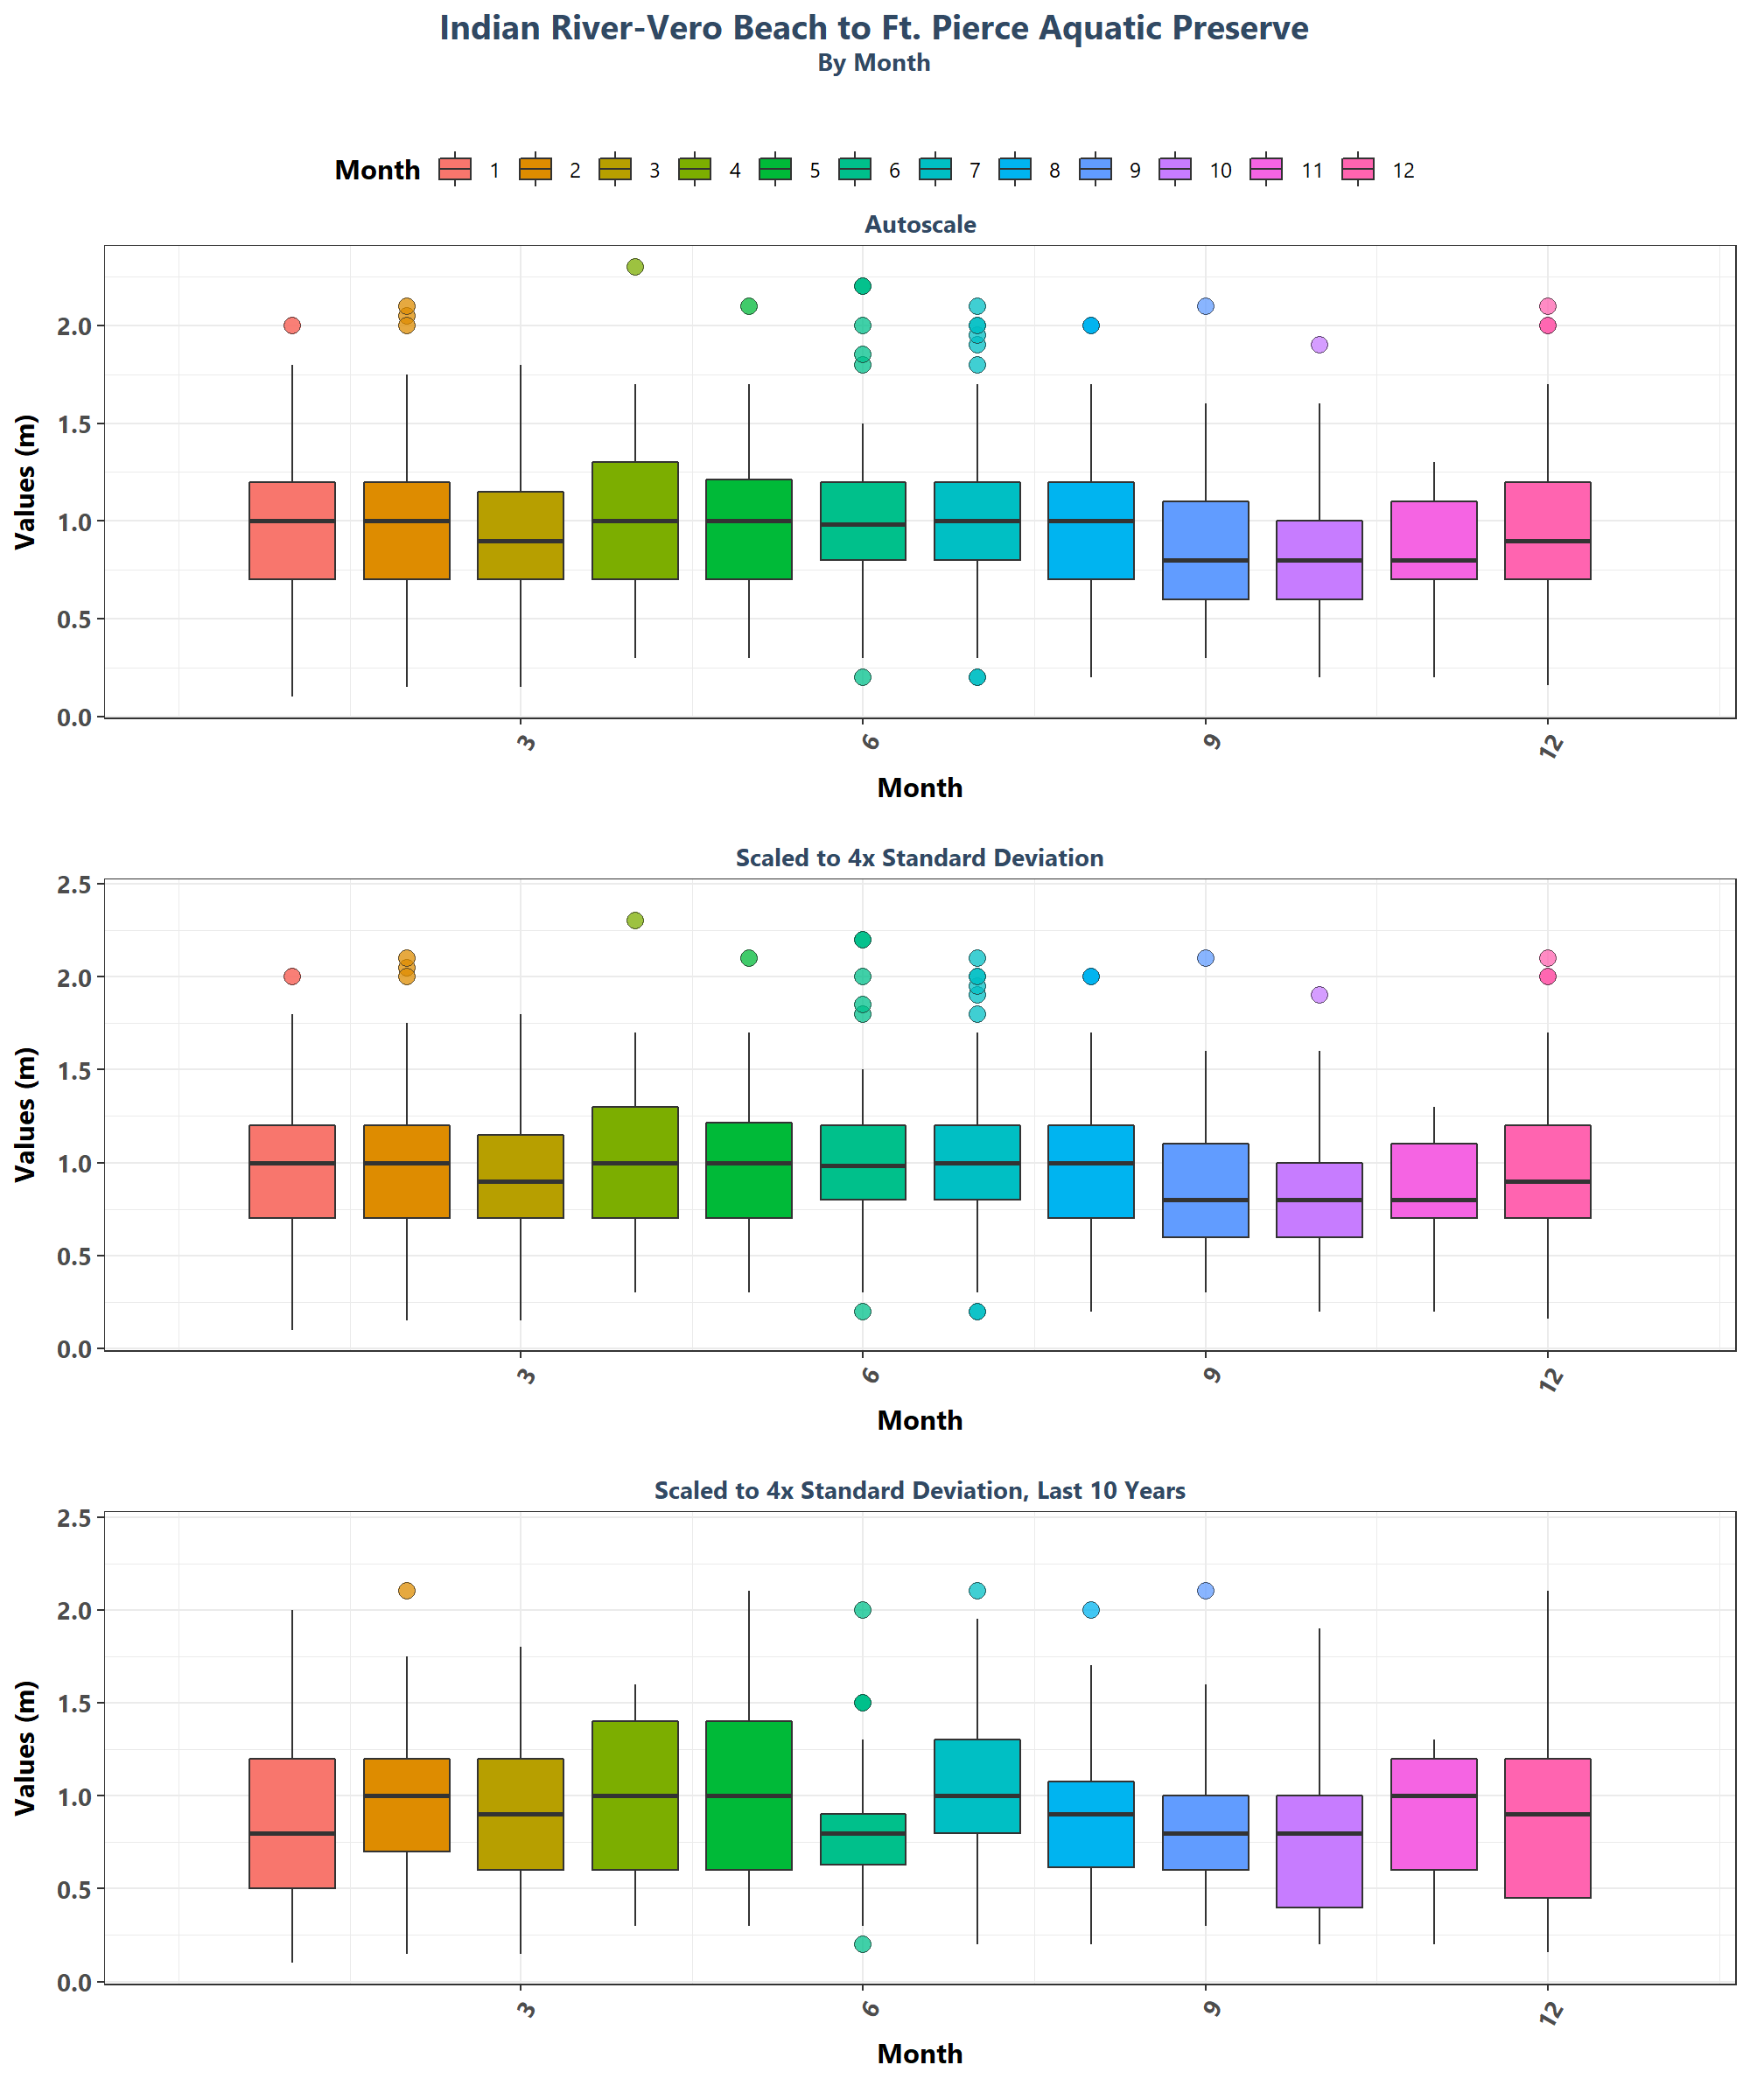 Indian River-Vero Beach to Ft. Pierce Aquatic Preserve
By Month
Month 1 2 3 4 5 6 7 8 9 10 11 12
Autoscale
Values (m)
2.0
1.5
1.0
0.5
0.0
3 6 9 12
Month
Scaled to 4x Standard Deviation
Values (m)
2.5
2.0
1.5
1.0
0.5
0.0
3 6 9 12
Month
Scaled to 4x Standard Deviation, Last 10 Years
Values (m)
2.5
2.0
1.5
1.0
0.5
0.0
3 6 9 12
Month